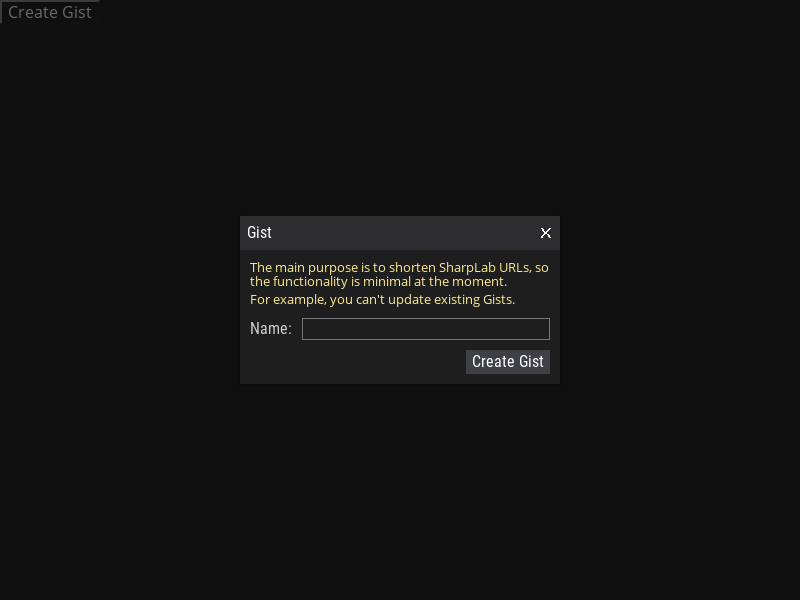 Create Gist
Gist
The main purpose is to shorten SharpLab URLs, so
the functionality is minimal at the moment.
For example, you can't update existing Gists.
Name:
Create Gist